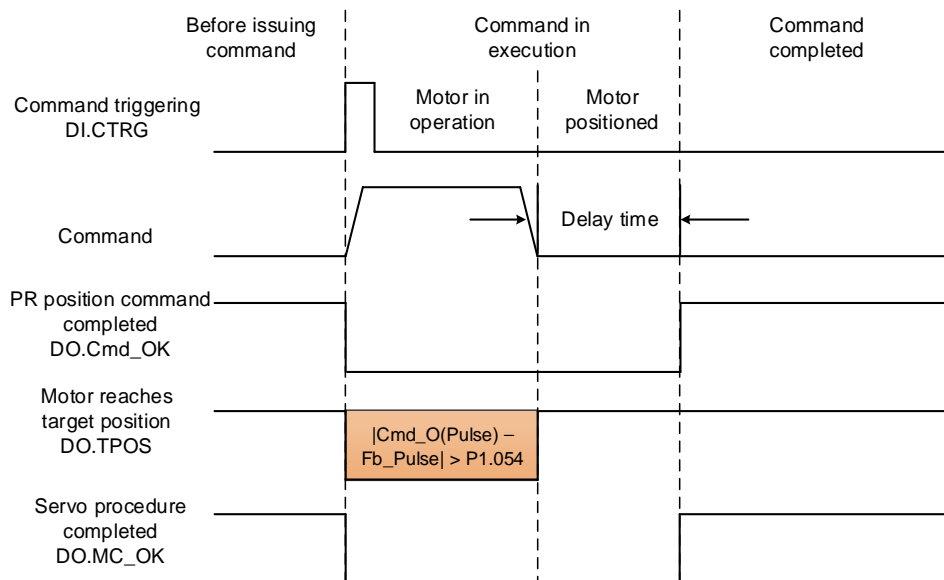 Before issuing
command
Command in
execution
Command
completed
Command triggering
DI.CTRG
Motor in
operation
Motor
positioned
Command
Delay time
PR position command
completed
DO.Cmd_OK
Motor reaches
target position
DO.TPOS
|Cmd_O(Pulse) –
Fb_Pulse| > P1.054
Servo procedure
completed
DO.MC_OK